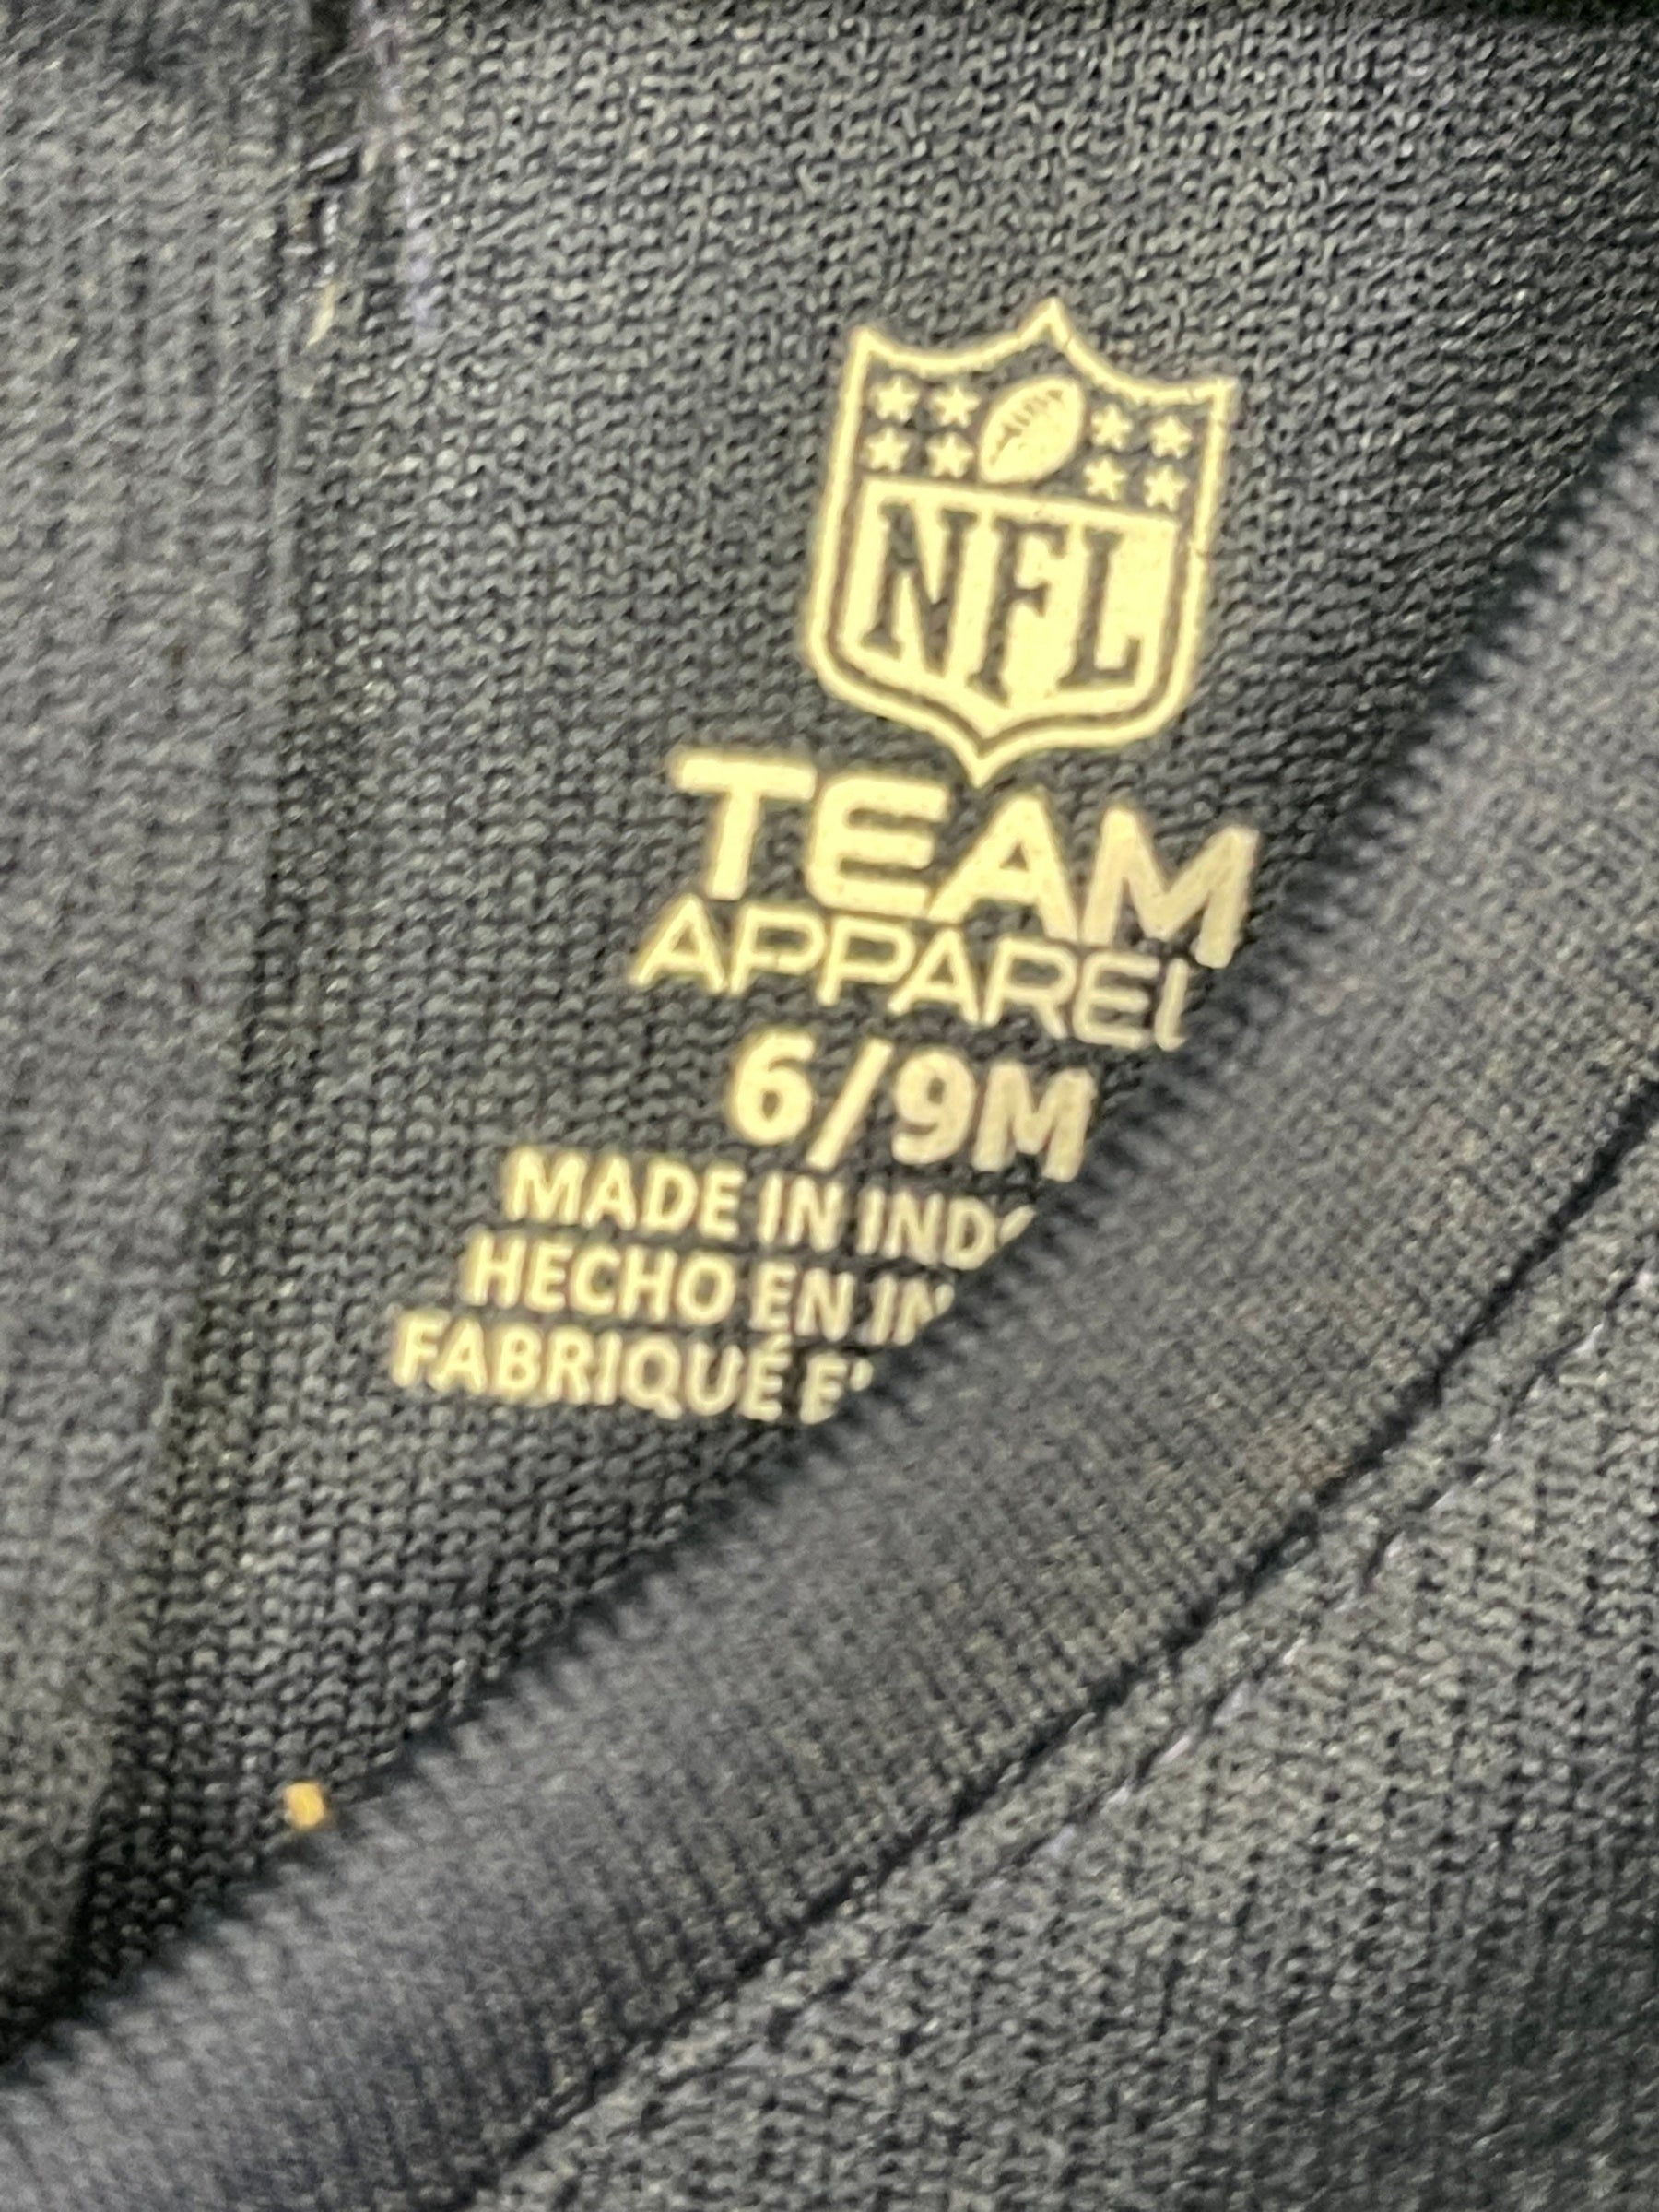 NFL
TEAM
APPAREL
6/9M
MADE IN
HECHO EN
FABRIQUÉ